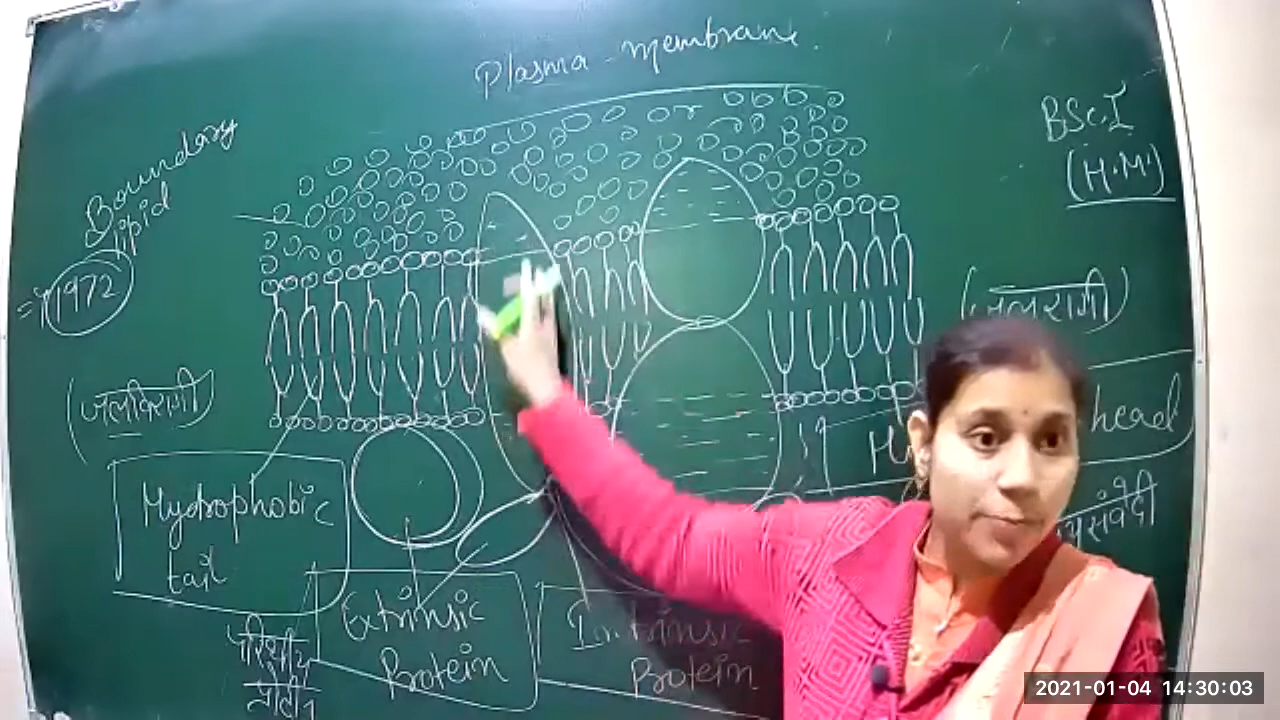 Plasma - membrane.
BSc. I
(H.M.)
Boundary
lipid
1972
(जलरागी)
(जलविरागी)
head
Hydrophobic
tail
Extrinsic
Protein
Intrinsic
Protein
परिधीय
प्रोटीन
2021-01-04 14:30:03